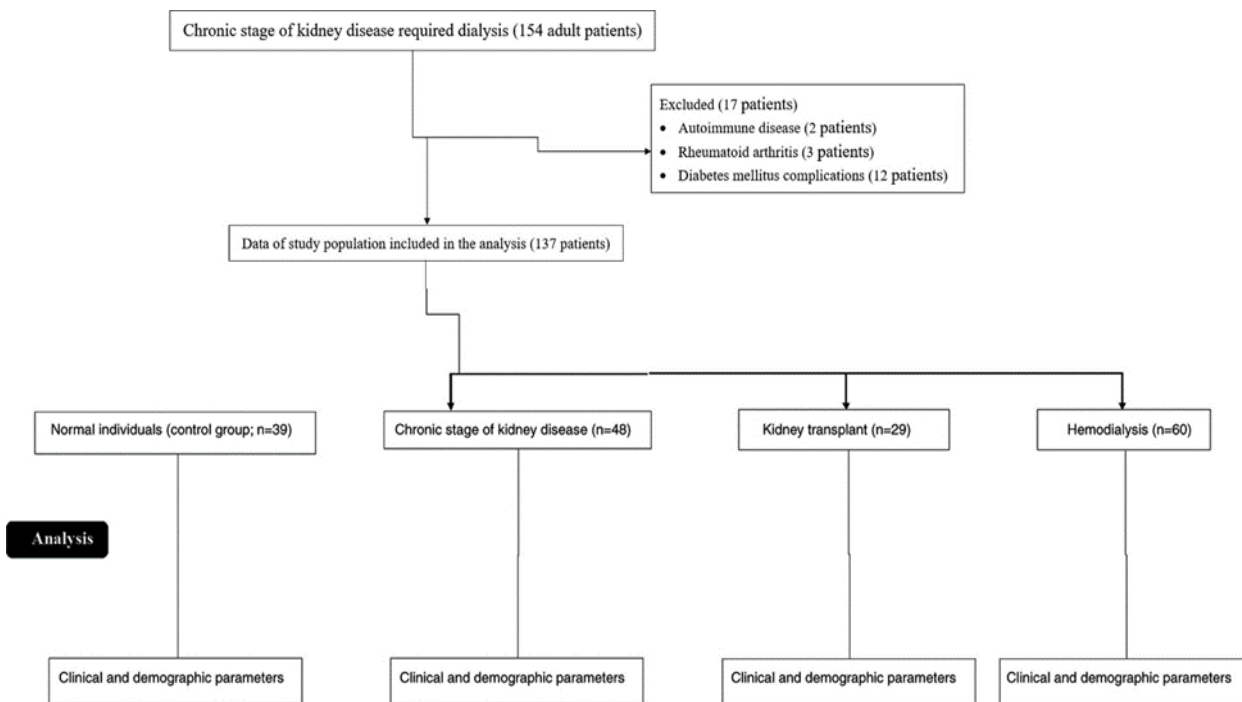 Chronic stage of kidney disease required dialysis (154 adult patients)
Excluded (17 patients)
• Autoimmune disease (2 patients)
• Rheumatoid arthritis (3 patients)
• Diabetes mellitus complications (12 patients)
Data of study population included in the analysis (137 patients)
Normal individuals (control group; n=39)
Chronic stage of kidney disease (n=48)
Kidney transplant (n=29)
Hemodialysis (n=60)
Analysis
Clinical and demographic parameters
Clinical and demographic parameters
Clinical and demographic parameters
Clinical and demographic parameters